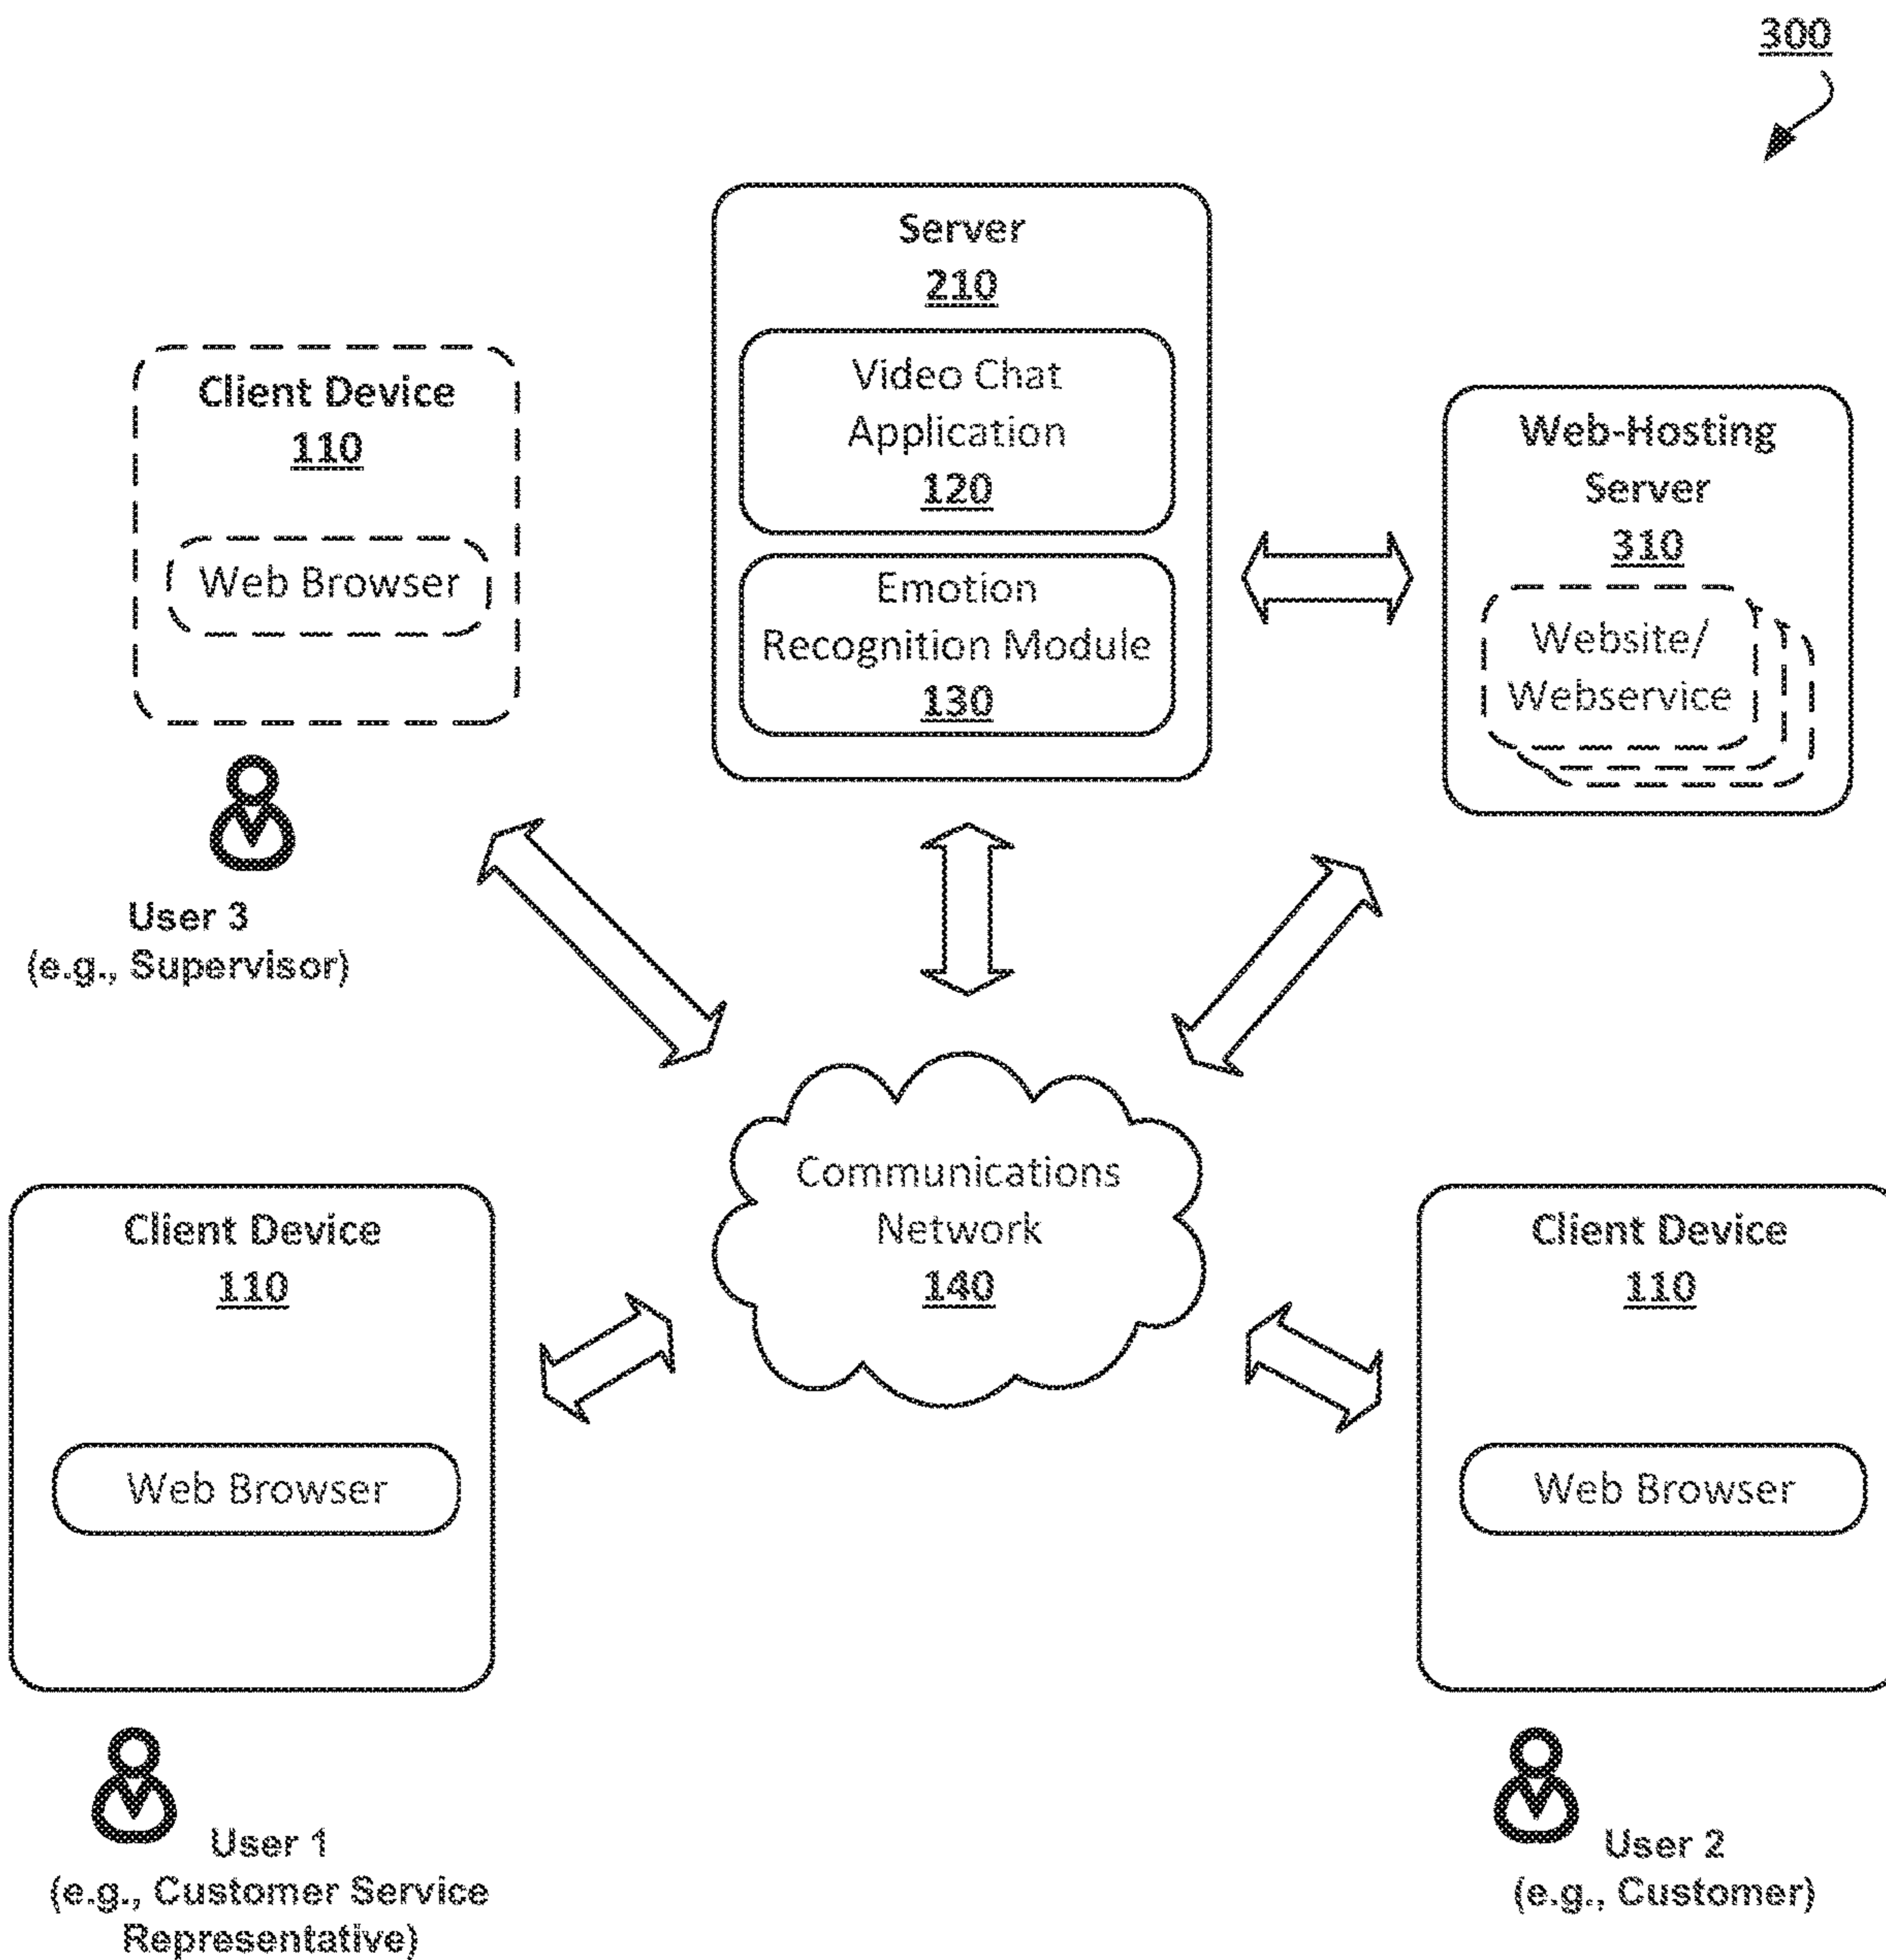 300
Server
210
Video Chat
Application
120
Emotion
Recognition Module
130
Client Device
110
Web Browser
User 3
(e.g., Supervisor)
Web-Hosting
Server
310
Website/
Webservice
Communications
Network
140
Client Device
110
Web Browser
User 1
(e.g., Customer Service
Representative)
Client Device
110
Web Browser
User 2
(e.g., Customer)